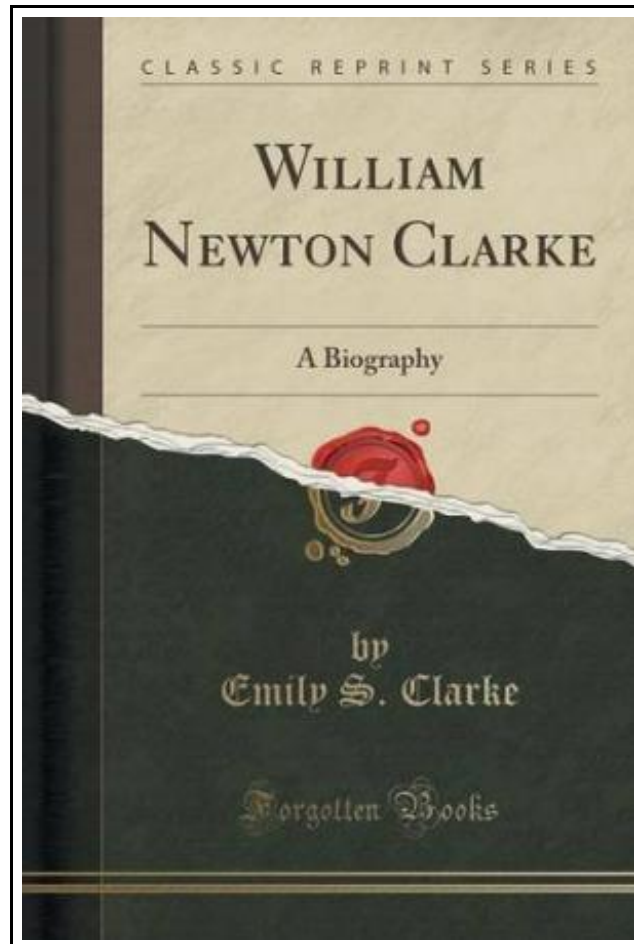 CLASSIC REPRINT SERIES
WILLIAM
NEWTON CLARKE
A Biography
by
Emily S. Clarke
Forgotten Books